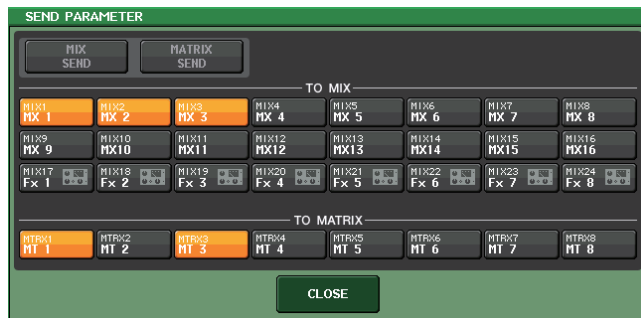 SEND PARAMETER
MIX SEND
MATRIX SEND
TO MIX
MIX1 MIX2 MIX3 MIX4 MIX5 MIX6 MIX7 MIX8
MX 1 MX 2 MX 3 MX 4 MX 5 MX 6 MX 7 MX 8
MIX9 MIX10 MIX11 MIX12 MIX13 MIX14 MIX15 MIX16
MX 9 MX10 MX11 MX12 MX13 MX14 MX15 MX16
MIX17 MIX18 MIX19 MIX20 MIX21 MIX22 MIX23 MIX24
Fx 1 Fx 2 Fx 3 Fx 4 Fx 5 Fx 6 Fx 7 Fx 8
TO MATRIX
MTRX1 MTRX2 MTRX3 MTRX4 MTRX5 MTRX6 MTRX7 MTRX8
MT 1 MT 2 MT 3 MT 4 MT 5 MT 6 MT 7 MT 8
CLOSE